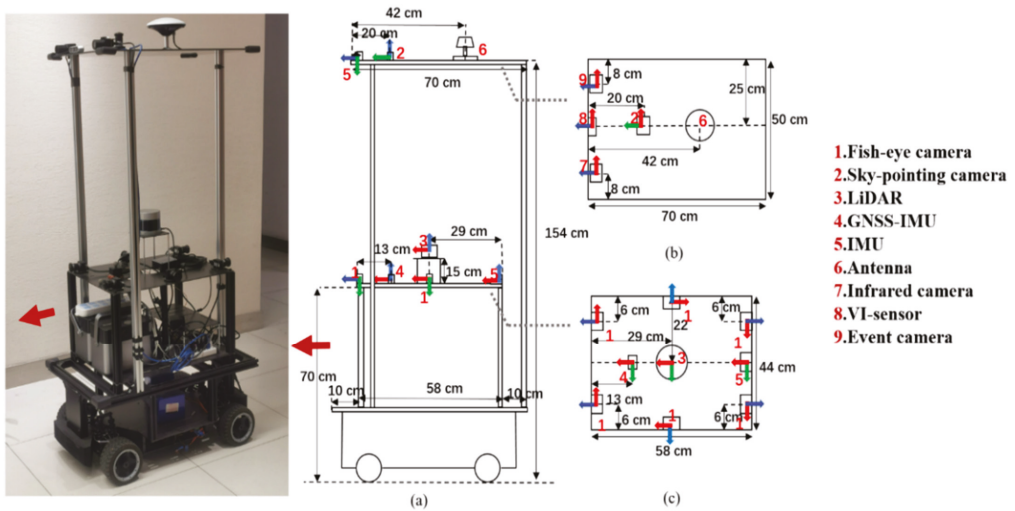 42 cm
20 cm
2
6
5
70 cm
154 cm
29 cm
3
13 cm
1
4
15 cm
5
1
70 cm
10 cm
58 cm
10 cm
(a)
9
8 cm
25 cm
20 cm
8
2
6
50 cm
42 cm
7
8 cm
70 cm
(b)
6 cm
1
6 cm
1
22
1
29 cm
3
4
5
44 cm
13 cm
1
6 cm
1
6 cm
1
58 cm
(c)
1.Fish-eye camera
2.Sky-pointing camera
3.LiDAR
4.GNSS-IMU
5.IMU
6.Antenna
7.Infrared camera
8.VI-sensor
9.Event camera